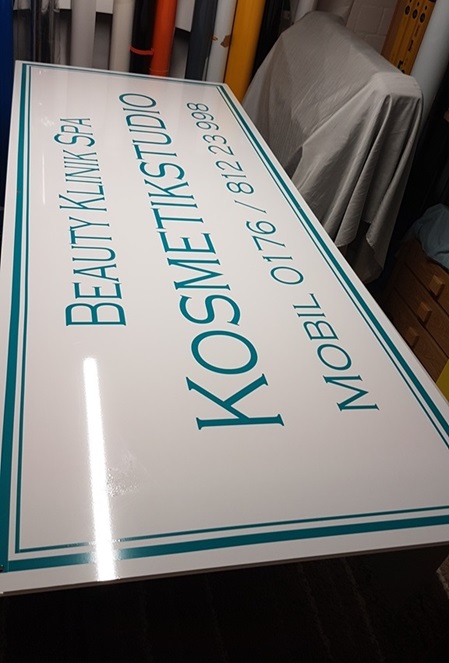 BEAUTY KLINIK SPA
KOSMETIKSTUDIO
MOBIL 0176 / 812 23 998